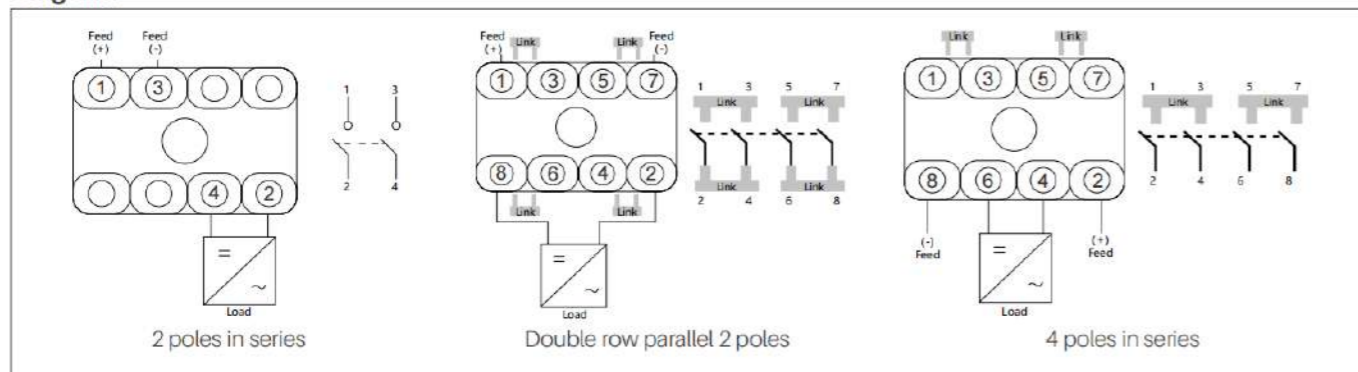 Feed
(+)
Feed
(-)
1 3
4 2
1 3
2 4
=
~
Load
2 poles in series
Feed
(+)
Link
Link
Feed
(-)
1 3 5 7
8 6 4 2
Link
Link
1 3 5 7
Link Link
Link Link
2 4 6 8
=
~
Load
Double row parallel 2 poles
Link
Link
1 3 5 7
8 6 4 2
1 3 5 7
Link Link
2 4 6 8
(-)
Feed
(+)
Feed
=
~
Load
4 poles in series